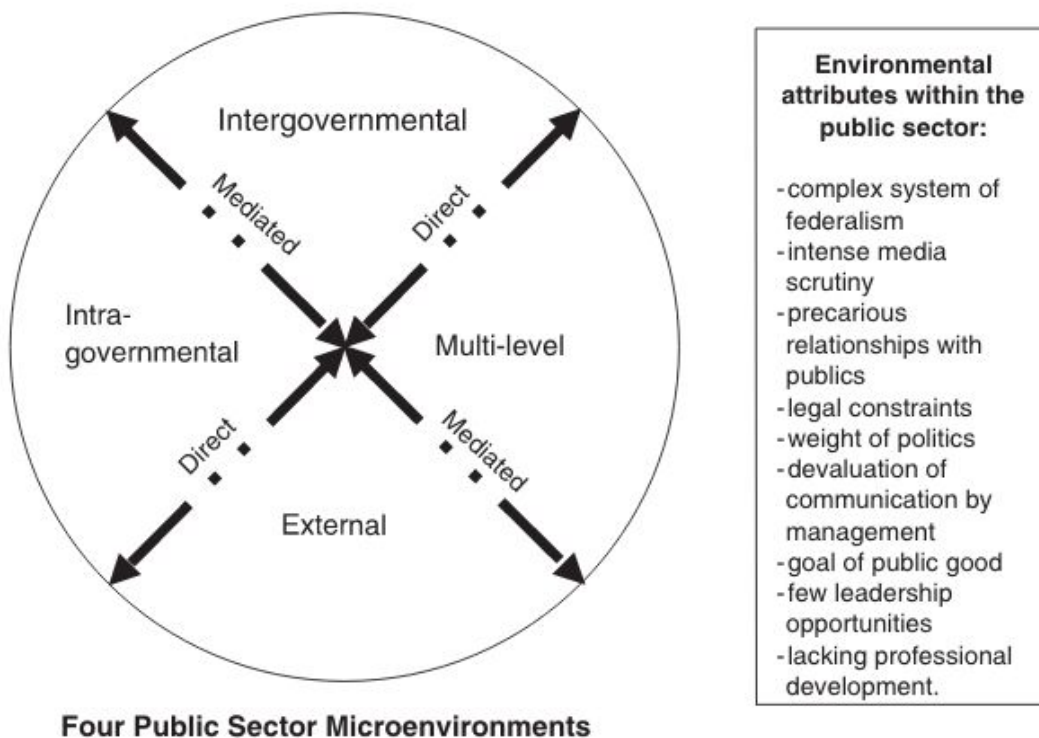 Intergovernmental
Mediated
Direct
Intra-
governmental
Multi-level
Direct
Mediated
External
Four Public Sector Microenvironments
Environmental
attributes within the
public sector:
-complex system of
federalism
-intense media
scrutiny
-precarious
relationships with
publics
-legal constraints
-weight of politics
-devaluation of
communication by
management
-goal of public good
-few leadership
opportunities
-lacking professional
development.